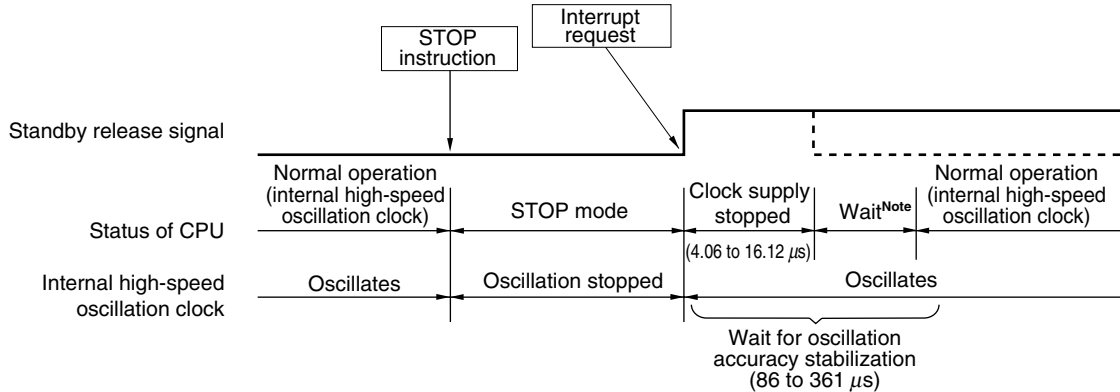 STOP
instruction
Interrupt
request
Standby release signal
Normal operation
(internal high-speed
oscillation clock)
STOP mode
Clock supply
stopped
(4.06 to 16.12 μs)
WaitNote
Normal operation
(internal high-speed
oscillation clock)
Status of CPU
Internal high-speed
oscillation clock
Oscillates
Oscillation stopped
Oscillates
Wait for oscillation
accuracy stabilization
(86 to 361 μs)